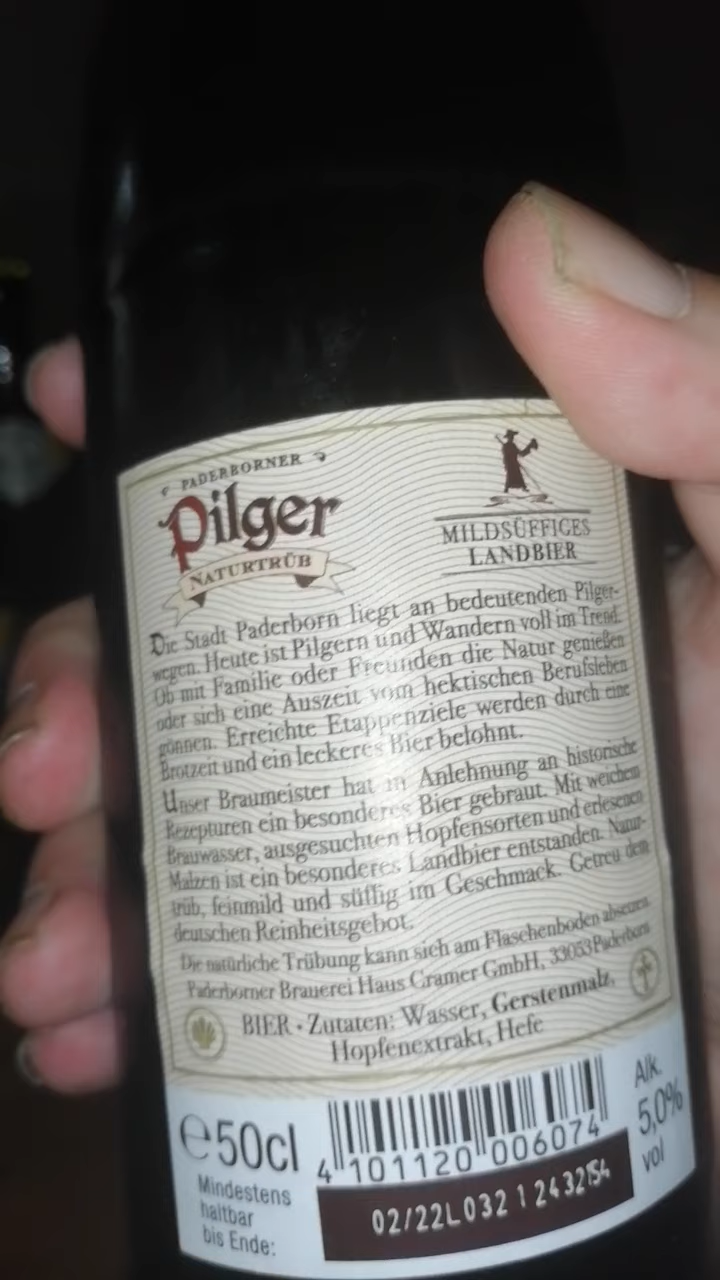 PADERBORNER
Pilger
NATURTRÜB
MILDSÜFFIGES
LANDBIER
Die Stadt Paderborn liegt an bedeutenden Pilger-
wegen. Heute ist Pilgern und Wandern voll im Trend.
Ob mit Familie oder Freunden die Natur genießen
oder sich eine Auszeit vom hektischen Berufsleben
gönnen. Erreichte Etappenziele werden durch eine
Brotzeit und ein leckeres Bier belohnt.
Unser Braumeister hat in Anlehnung an historische
Rezepturen ein besonderes Bier gebraut. Mit weichem
Brauwasser, ausgesuchten Hopfensorten und erlesenen
Malzen ist ein besonderes Landbier entstanden. Natur-
trüb, feinmild und süffig im Geschmack. Getreu dem
deutschen Reinheitsgebot.
Die natürliche Trübung kann sich am Flaschenboden absetzen.
Paderborner Brauerei Haus Cramer GmbH, 33053 Paderborn
BIER · Zutaten: Wasser, Gerstenmalz,
Hopfenextrakt, Hefe
e50cl
Alk.
5,0%
vol
4 101120 006074
Mindestens
haltbar
bis Ende:
02/22L032 1 2432154